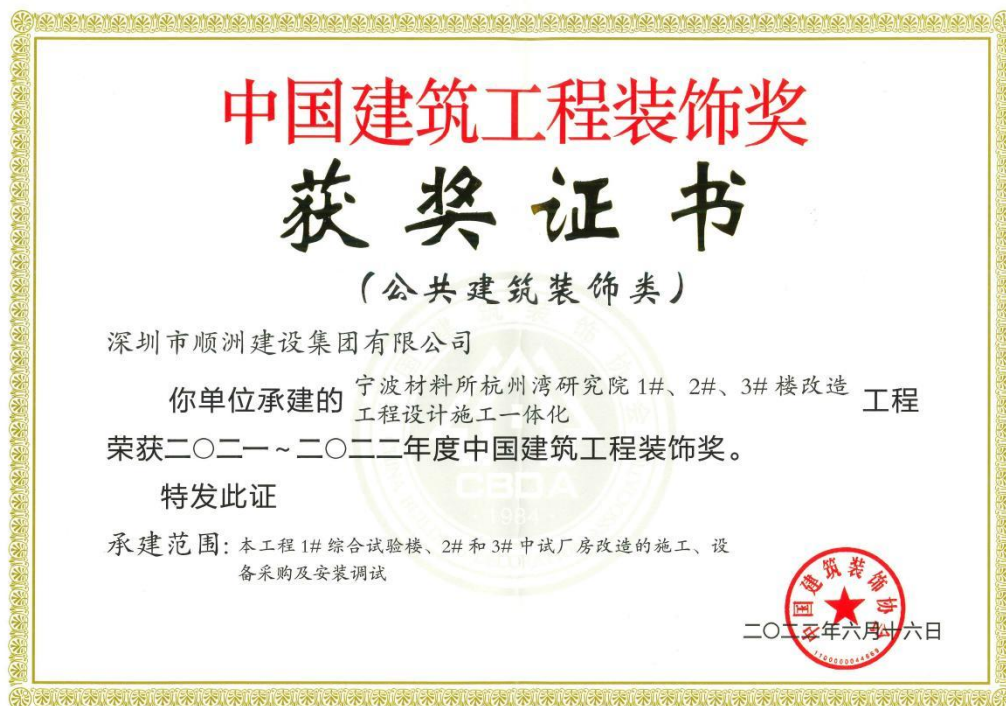 中国建筑工程装饰奖
获奖证书
（公共建筑装饰类）
深圳市顺洲建设集团有限公司
你单位承建的 宁波材料所杭州湾研究院 1#、2#、3# 楼改造
工程设计施工一体化 工程
荣获二〇二一～二〇二二年度中国建筑工程装饰奖。
特发此证
承建范围: 本工程 1# 综合试验楼、2# 和 3# 中试厂房改造的施工、设
备采购及安装调试
中国建筑装饰协会
二〇二三年六月十六日
1100000044869
CBDA
1984